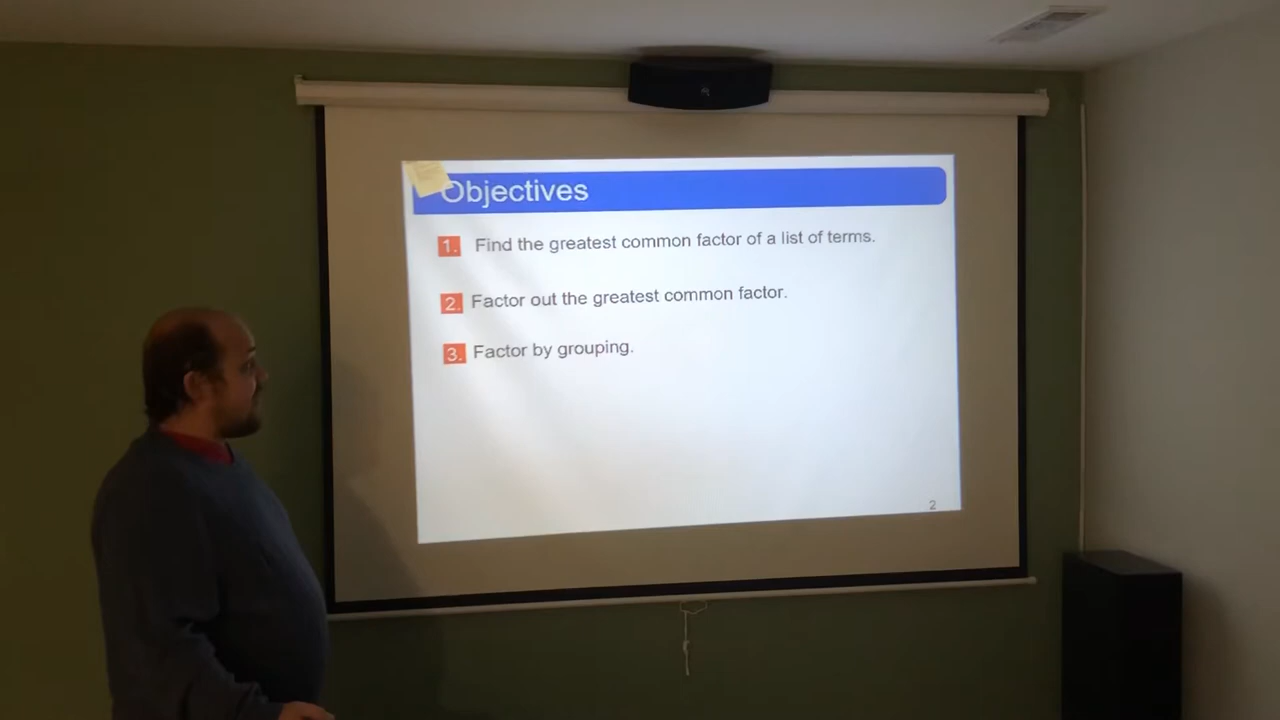 Objectives
1. Find the greatest common factor of a list of terms.
2. Factor out the greatest common factor.
3. Factor by grouping.
2